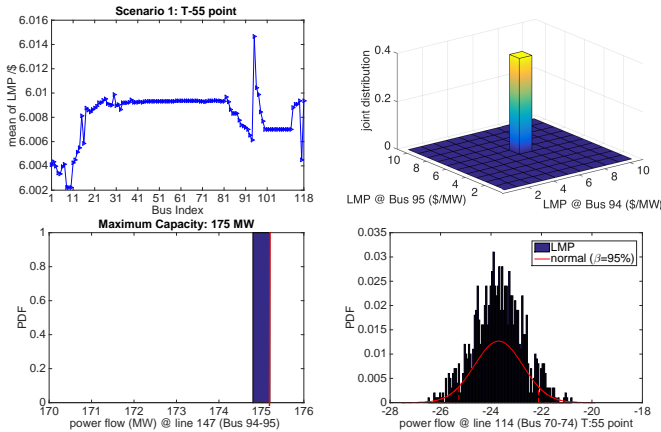 Scenario 1: T-55 point
6.016
6.014
6.012
6.01
6.008
6.006
6.004
6.002
mean of LMP /$
1 11 21 31 41 51 61 71 81 91 101 118
Bus Index
0.4
0.2
0
joint distribution
10 8 6 4 2
LMP @ Bus 95 ($/MW)
2 4 6 8 10
LMP @ Bus 94 ($/MW)
Maximum Capacity: 175 MW
1
0.8
0.6
0.4
0.2
0
PDF
170 171 172 173 174 175 176
power flow (MW) @ line 147 (Bus 94-95)
0.035
0.03
0.025
0.02
0.015
0.01
0.005
0
PDF
LMP
normal (β=95%)
-28 -26 -24 -22 -20 -18
power flow @ line 114 (Bus 70-74) T:55 point